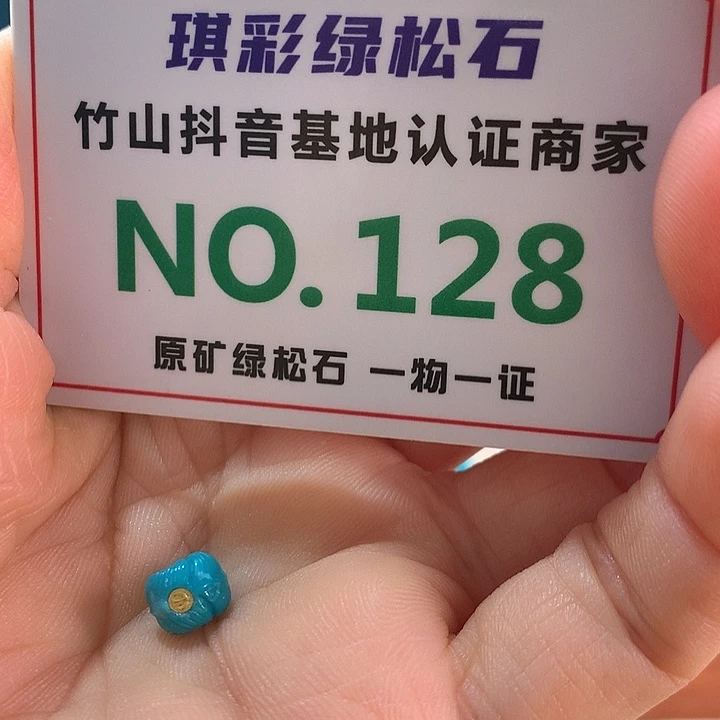 琪彩绿松石
竹山抖音基地认证商家
NO.128
原矿绿松石 一物一证